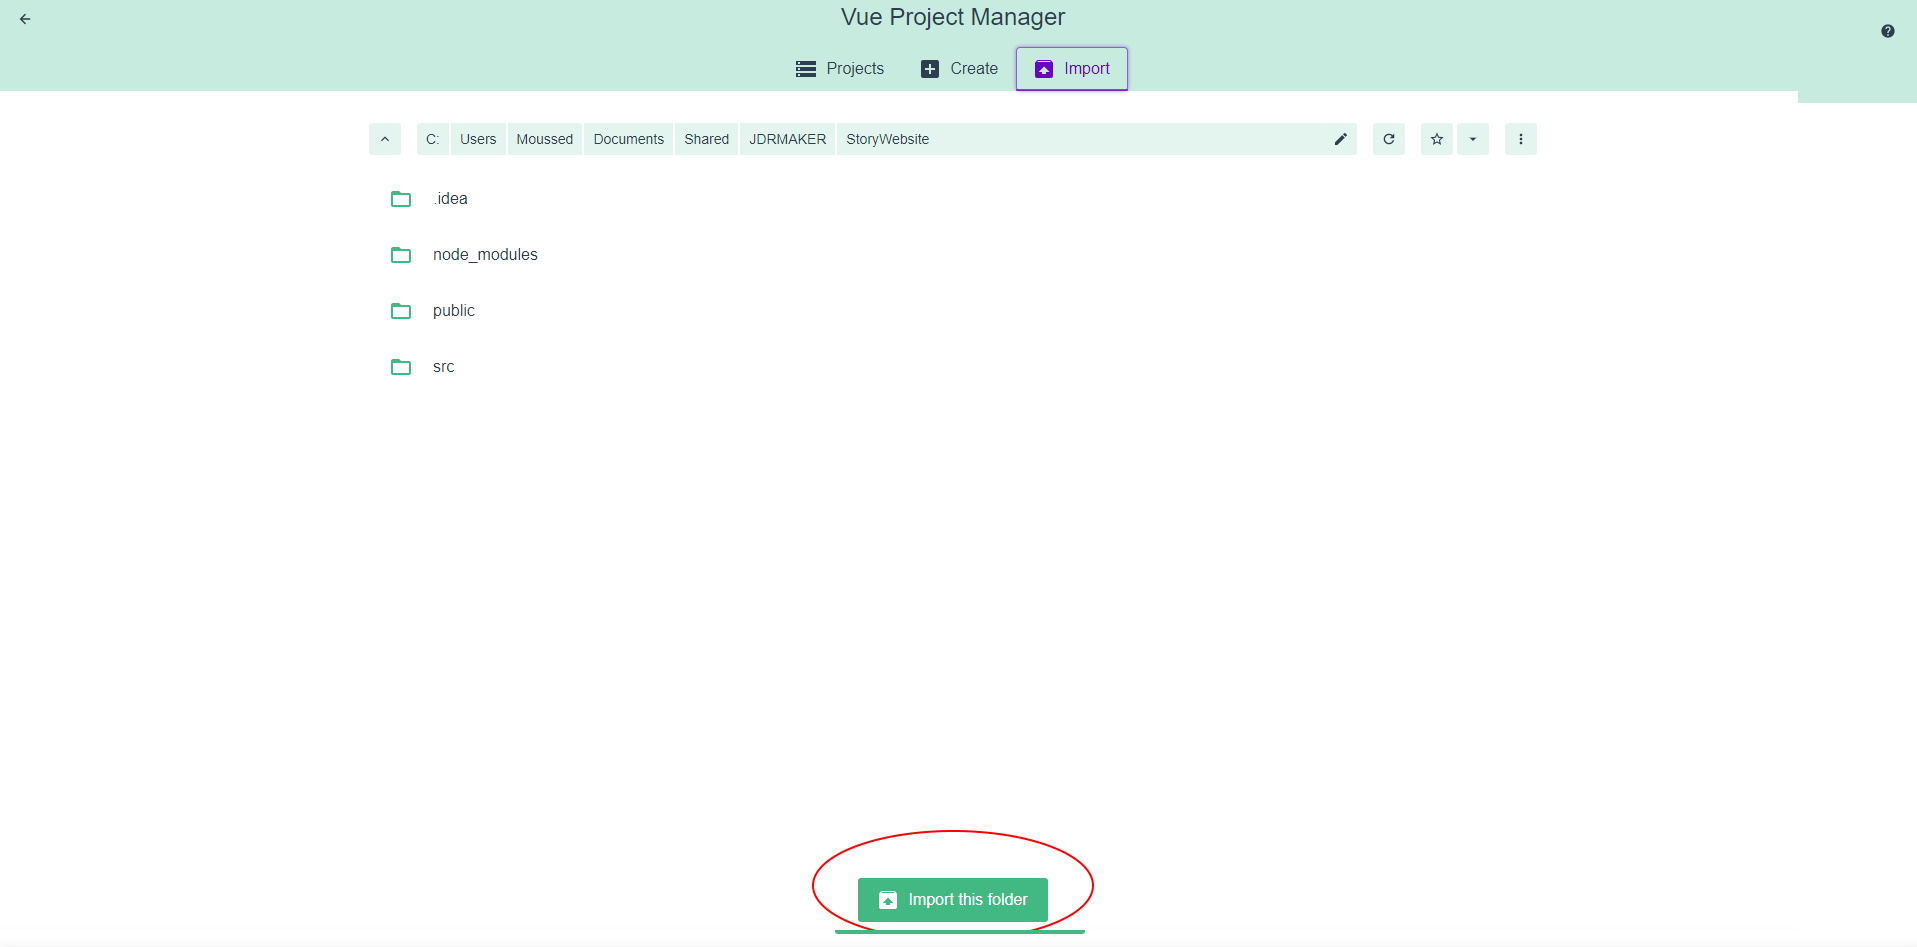 Vue Project Manager
Projects Create Import
C: Users Moussed Documents Shared JDRMAKER StoryWebsite
.idea
node_modules
public
src
Import this folder